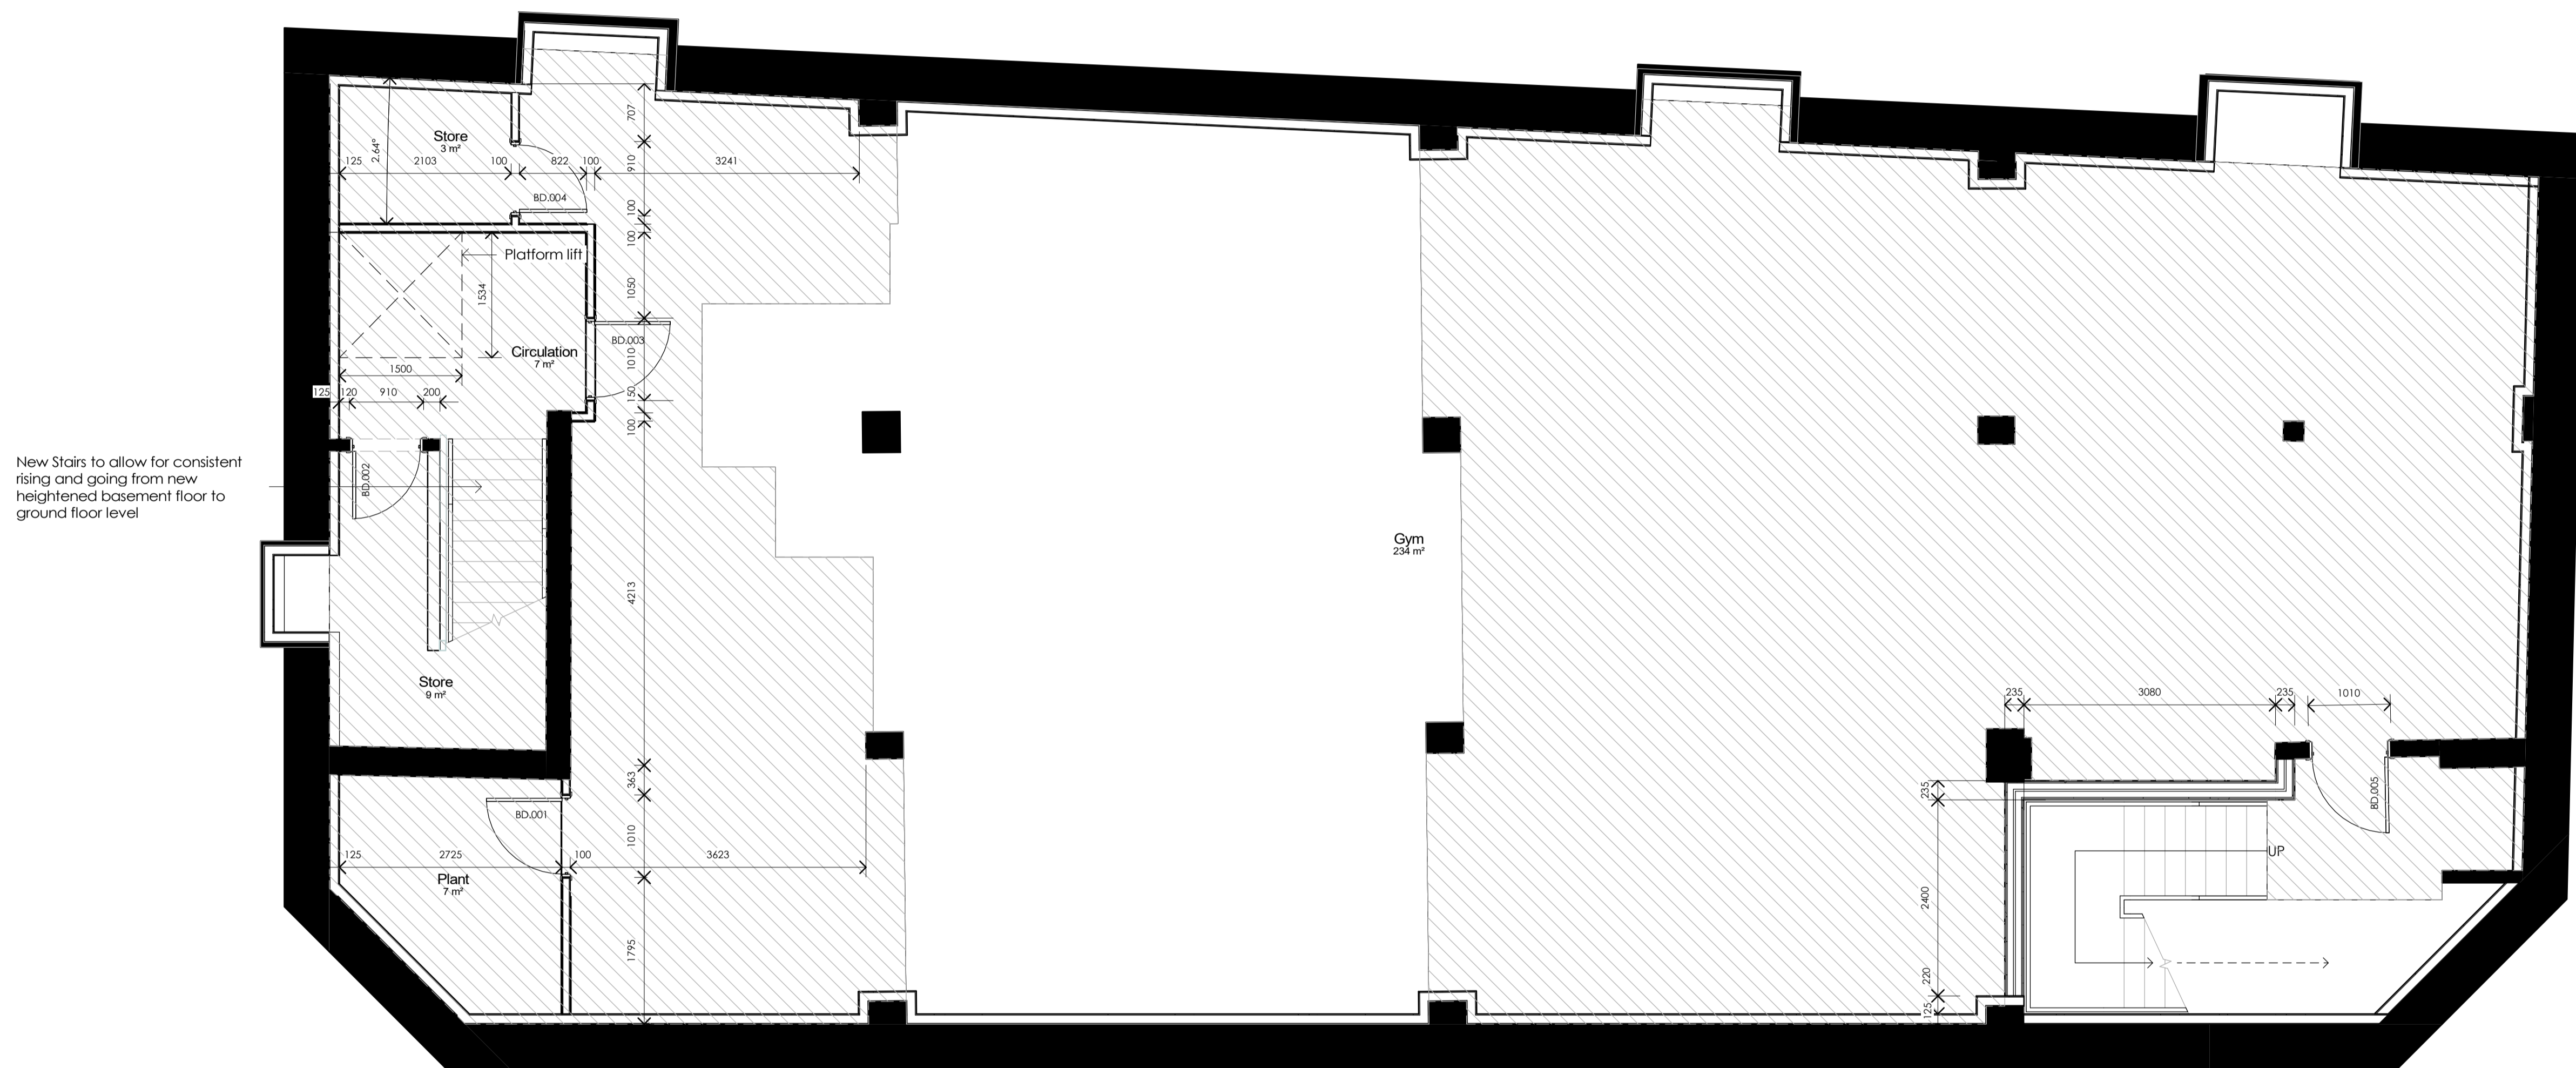 707
Store
3 m²
2.64°
125
2103
100
822
100
3241
910
BD.004
100
100
Platform lift
1534
1050
Circulation
7 m²
BD.003
1010
1500
125
120
910
200
150
100
New Stairs to allow for consistent
rising and going from new
heightened basement floor to
ground floor level
BD.002
Gym
234 m²
4213
Store
9 m²
235
3080
235
1010
363
BD.001
235
BD.005
1010
125
2725
100
3623
UP
Plant
7 m²
2400
1795
220
125